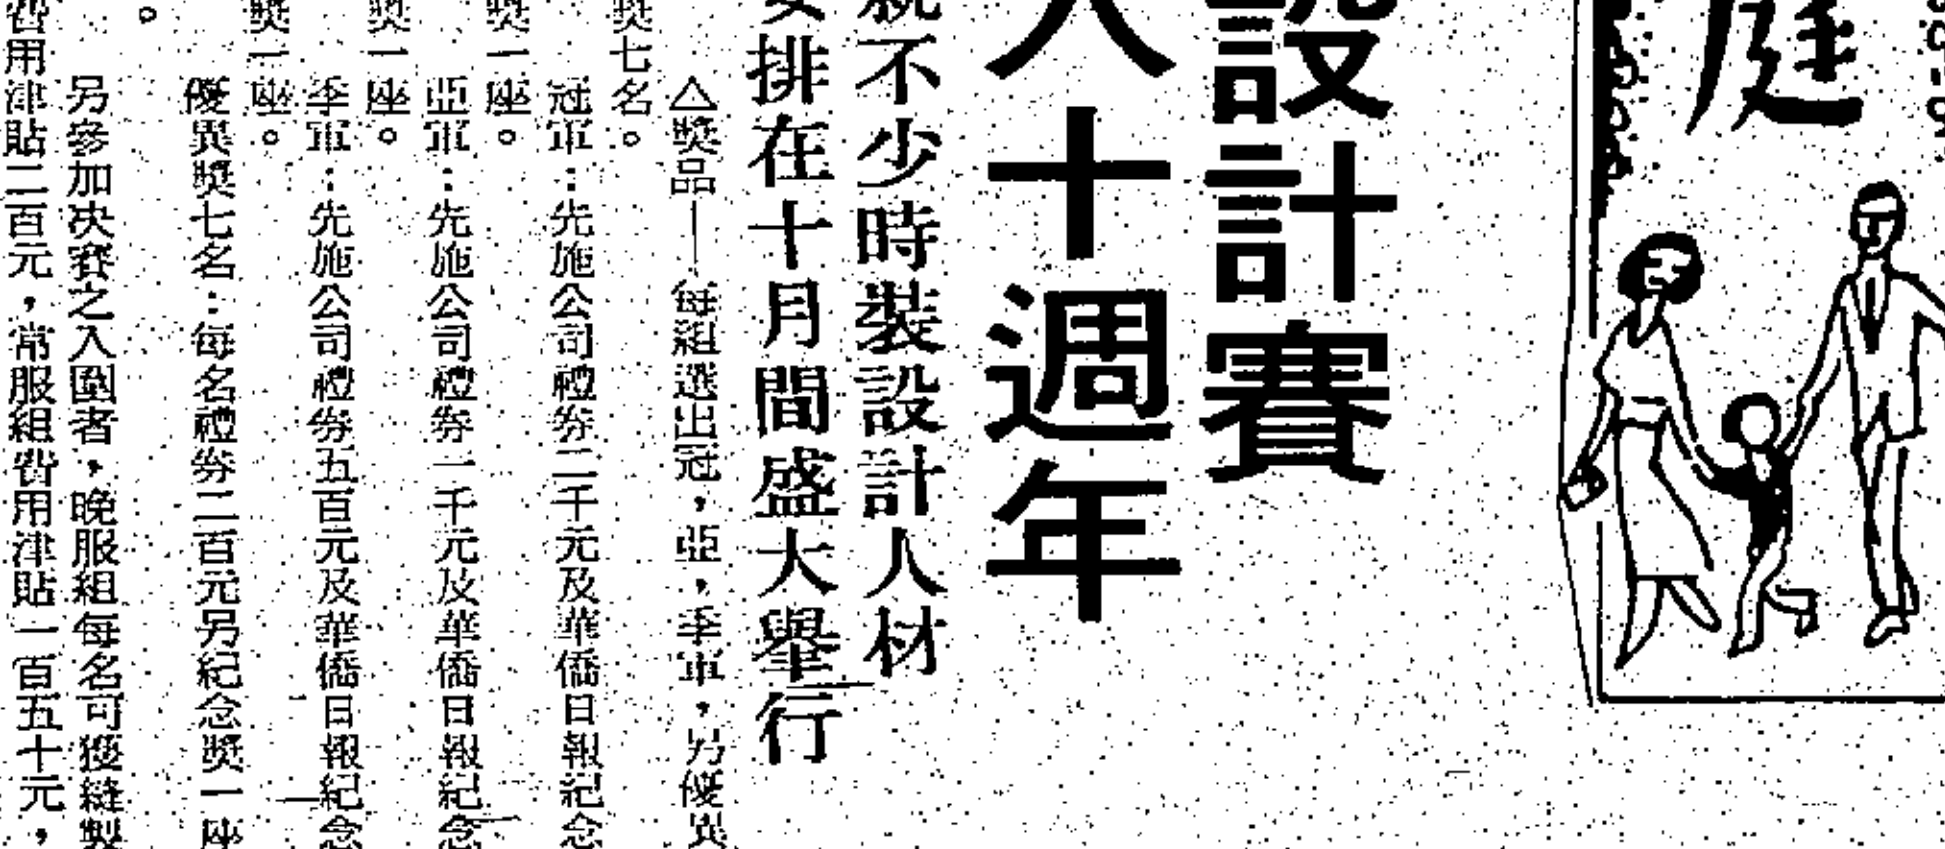 庭
設計賽
人十週年
就不少時裝設計人材
安排在十月間盛大舉行
△獎品——每組選出冠，亞，季軍，另優異
獎七名。
冠軍：先施公司禮券二千元及華僑日報紀念
獎一座。
亞軍：先施公司禮券一千元及華僑日報紀念
獎一座。
季軍：先施公司禮券五百元及華僑日報紀念
獎一座。
優異獎七名：每名禮券二百元另紀念獎一座
。
另參加決賽之入圍者，晚服組每名可獲縫製
費用津貼二百元，常服組費用津貼一百五十元，